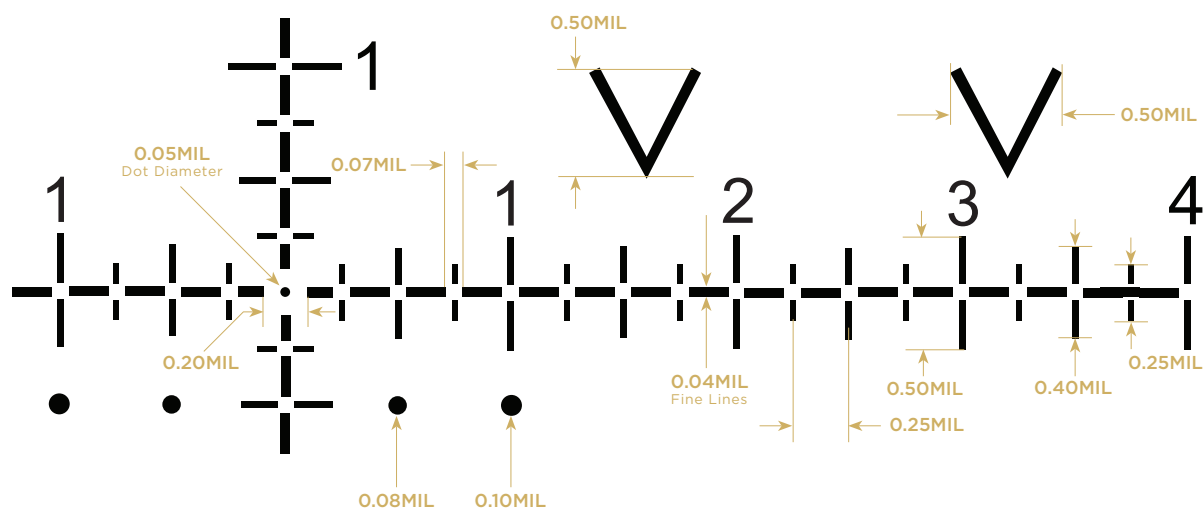 0.50MIL
1
0.50MIL
0.05MIL
Dot Diameter
0.07MIL
1
1
2
3
4
0.20MIL
0.04MIL
Fine Lines
0.50MIL
0.40MIL
0.25MIL
0.25MIL
0.08MIL
0.10MIL